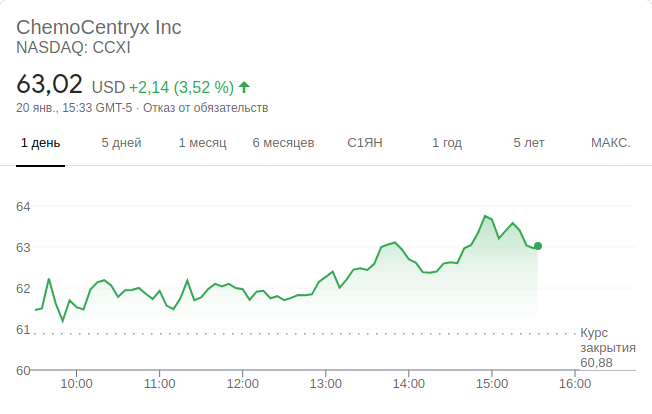 ChemoCentryx Inc
NASDAQ: CCXI
63,02 USD +2,14 (3,52 %)
20 янв., 15:33 GMT-5 · Отказ от обязательств
1 день 5 дней 1 месяц 6 месяцев С1ЯН 1 год 5 лет МАКС.
64
63
62
61
Курс
закрытия
60,88
60
10:00 11:00 12:00 13:00 14:00 15:00 16:00